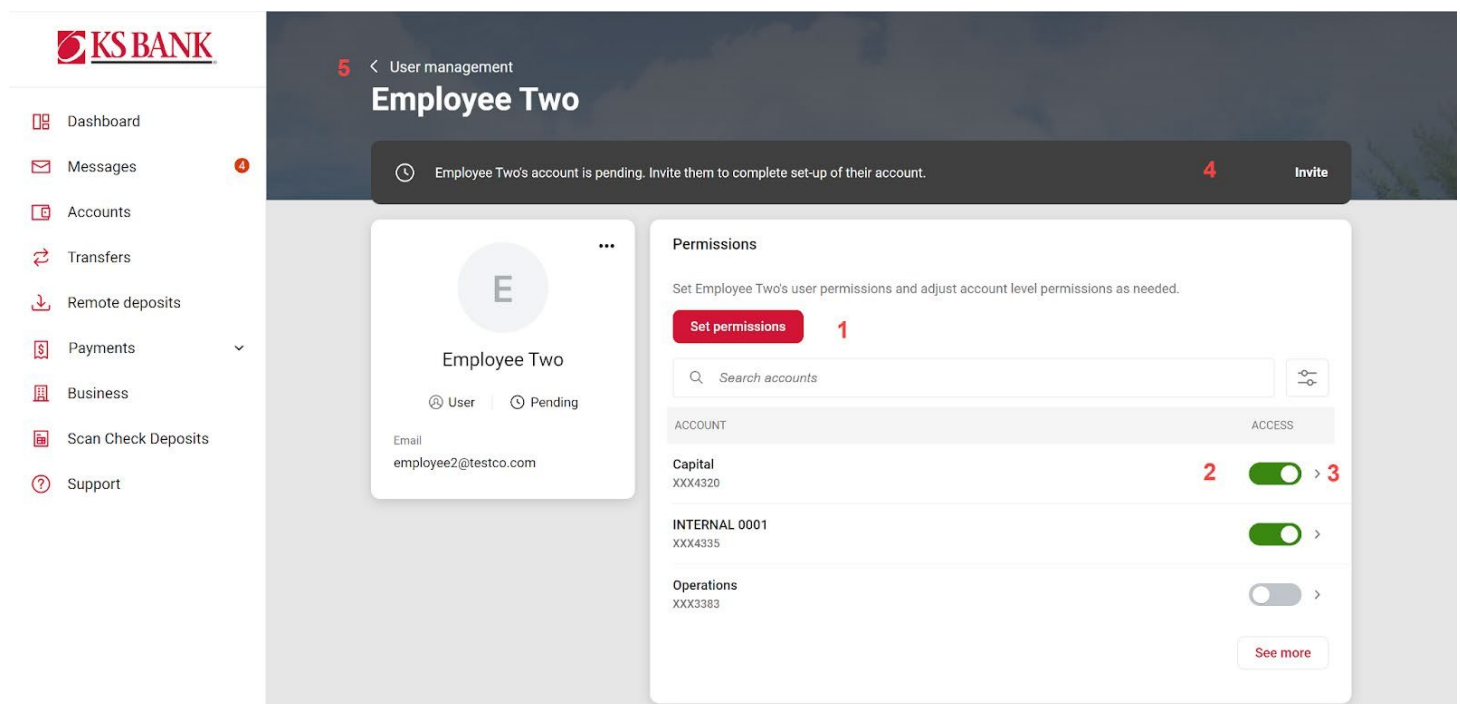 KS BANK
Dashboard
Messages 4
Accounts
Transfers
Remote deposits
Payments
Business
Scan Check Deposits
Support
5 User management
Employee Two
Employee Two's account is pending. Invite them to complete set-up of their account. 4 Invite
E
Employee Two
User Pending
Email
employee2@testco.com
Permissions
Set Employee Two's user permissions and adjust account level permissions as needed.
Set permissions 1
Search accounts
ACCOUNT ACCESS
Capital 2 3
XXX4320
INTERNAL 0001
XXX4335
Operations
XXX3383
See more